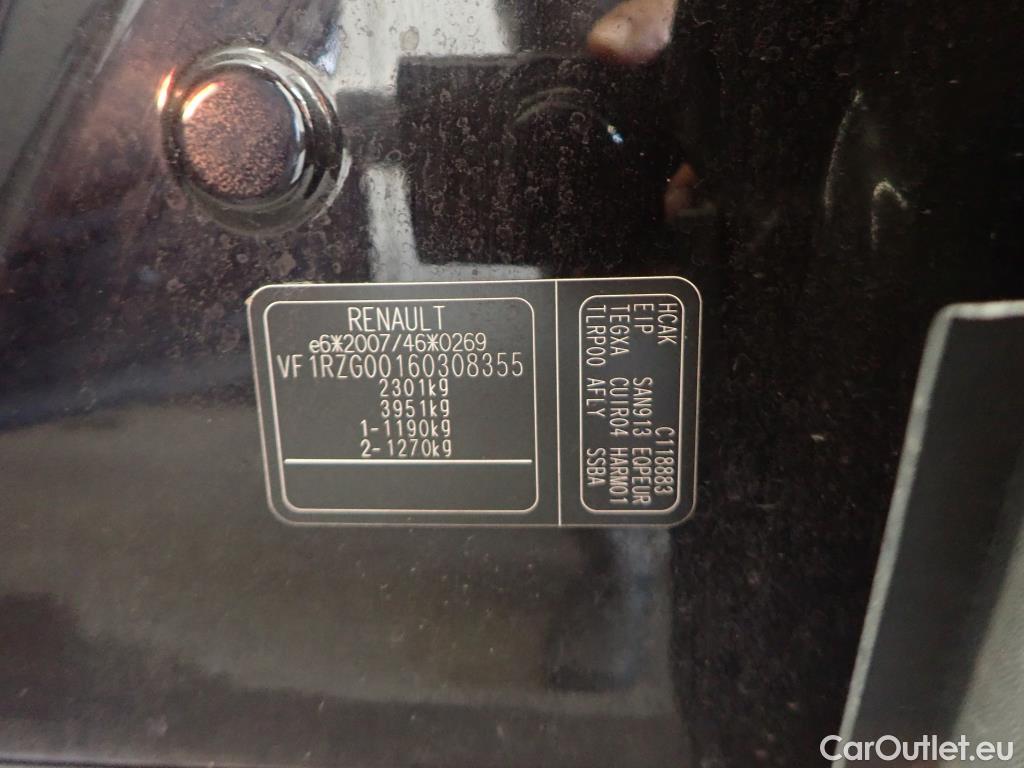 RENAULT
e6*2007/46*0269
VF1RZG00160308355
2301kg
3951kg
1-1190kg
2-1270kg
HCAK C118883
EIP SAN913 EQPEUR
TEGXA CU1R04 HARM01
TLRP00 AFLY SSBA
CarOutlet.eu